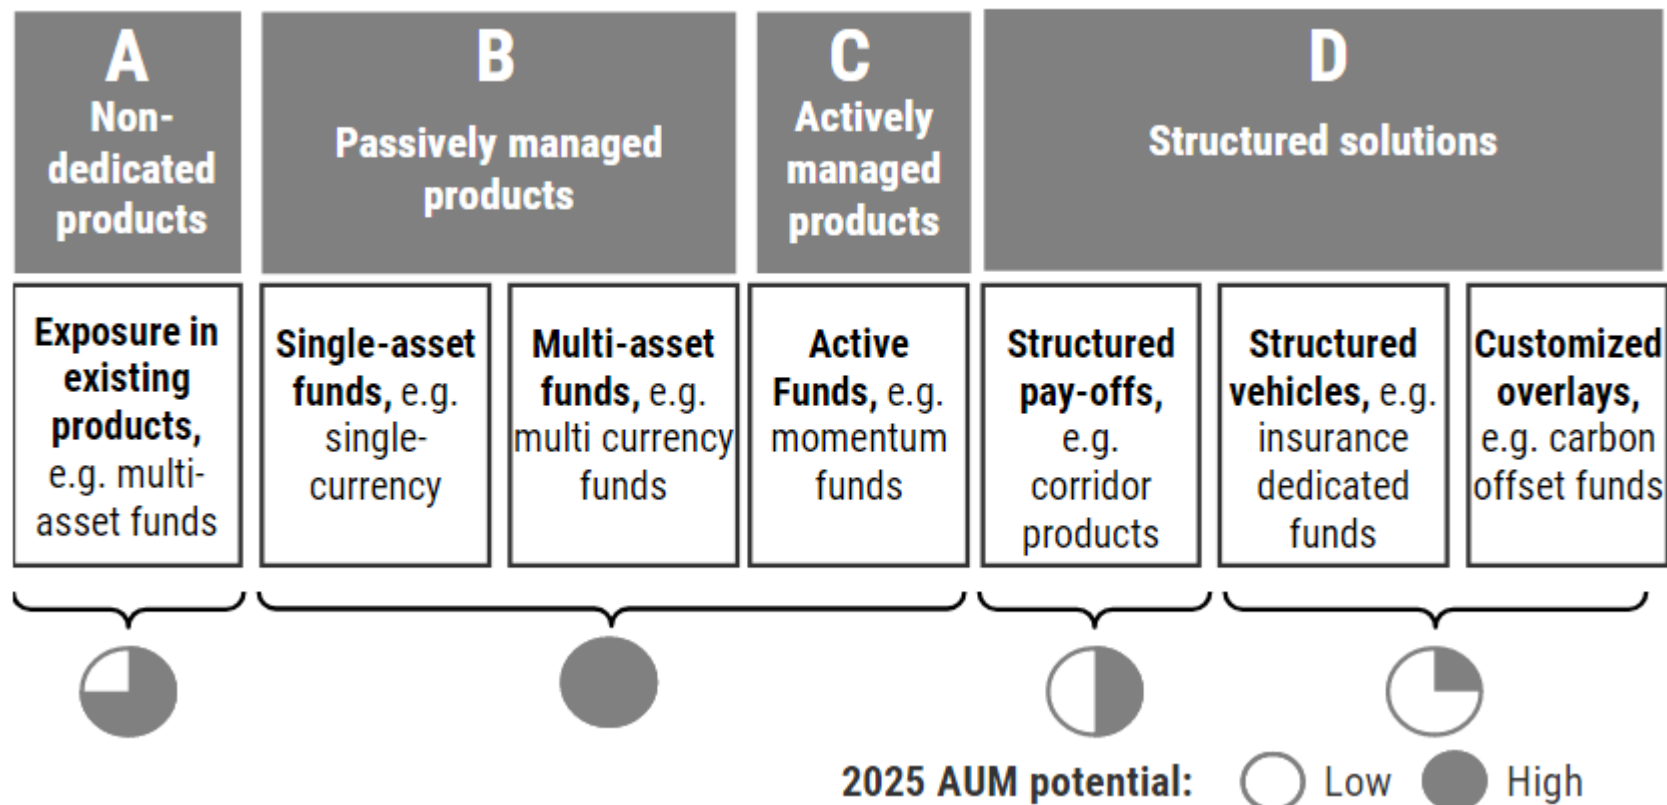 A
Non-
dedicated
products
B
Passively managed
products
C
Actively
managed
products
D
Structured solutions
Exposure in
existing
products,
e.g. multi-
asset funds
Single-asset
funds, e.g.
single-
currency
Multi-asset
funds, e.g.
multi currency
funds
Active
Funds, e.g.
momentum
funds
Structured
pay-offs,
e.g.
corridor
products
Structured
vehicles, e.g.
insurance
dedicated
funds
Customized
overlays,
e.g. carbon
offset funds
2025 AUM potential: Low High